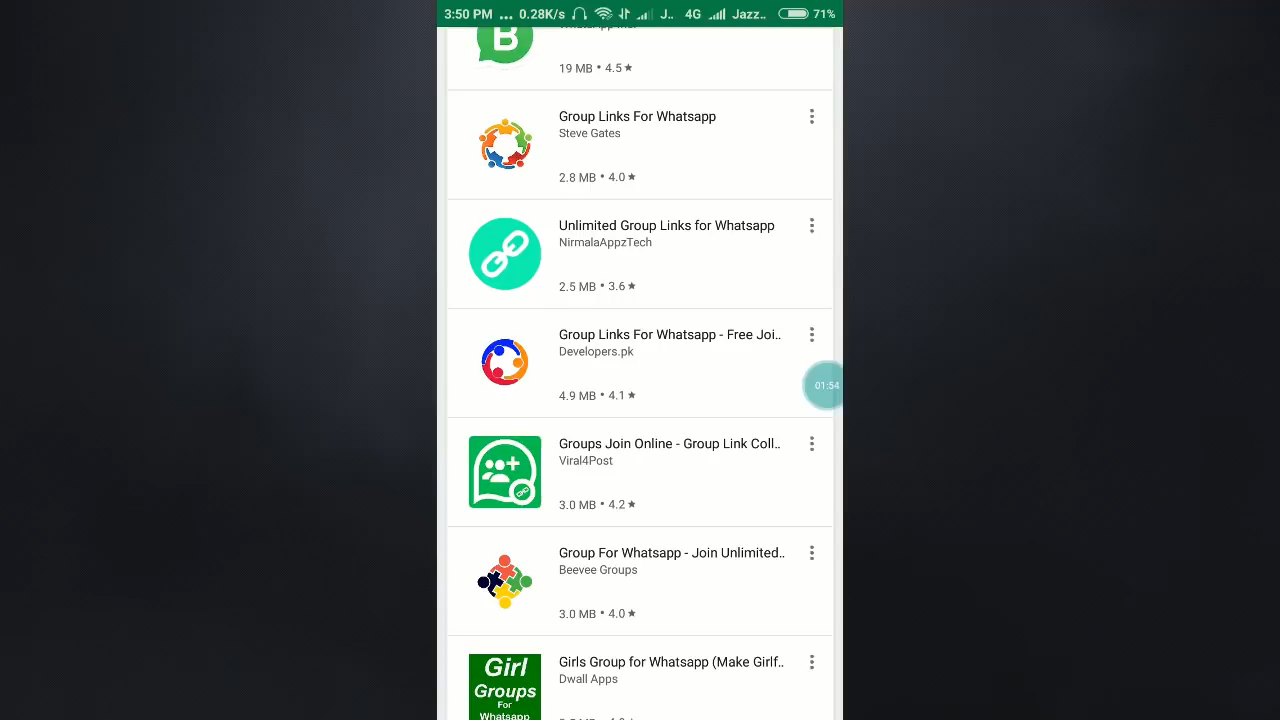 3:50 PM ... 0.28K/s J.. 4G Jazz.. 71%
B
19 MB • 4.5 ★
Group Links For Whatsapp
Steve Gates
2.8 MB • 4.0 ★
Unlimited Group Links for Whatsapp
NirmalaAppzTech
2.5 MB • 3.6 ★
Group Links For Whatsapp - Free Joi..
Developers.pk
4.9 MB • 4.1 ★
01:54
Groups Join Online - Group Link Coll..
Viral4Post
3.0 MB • 4.2 ★
Group For Whatsapp - Join Unlimited..
Beevee Groups
3.0 MB • 4.0 ★
Girls Group for Whatsapp (Make Girlf..
Dwall Apps
Girl
Groups
For
Whatsapp